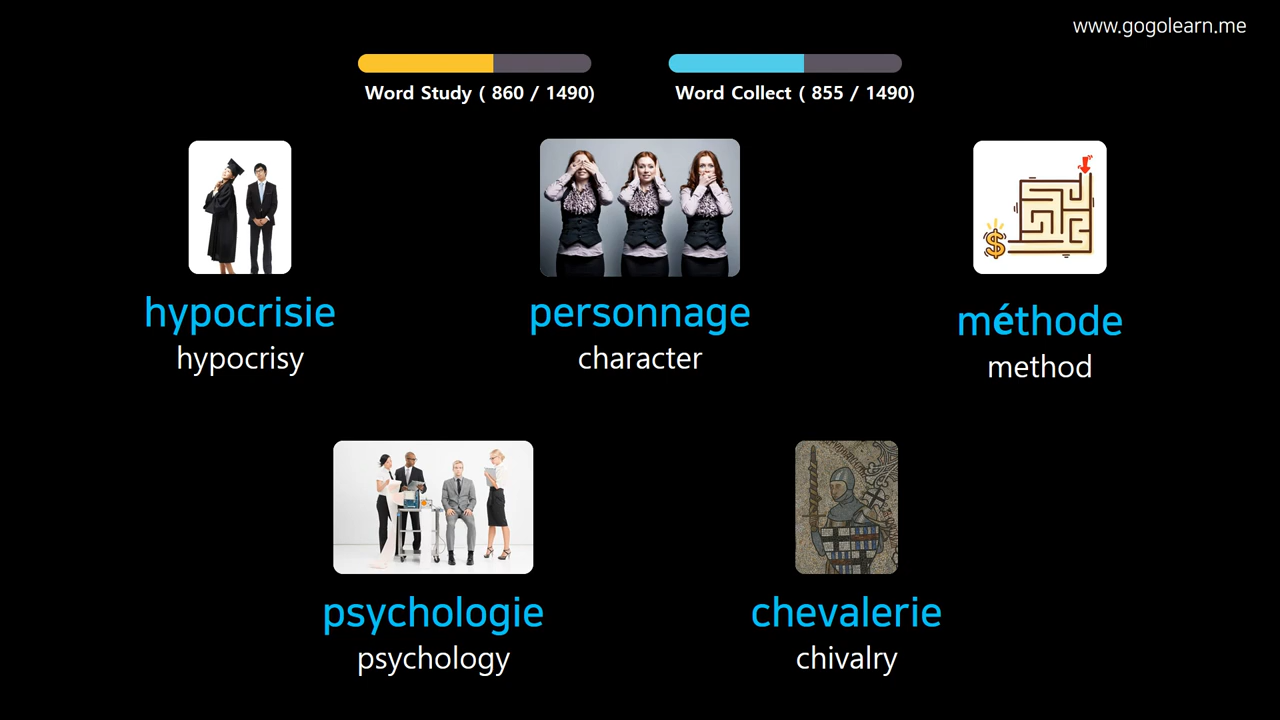 www.gogolearn.me
Word Study ( 860 / 1490)
Word Collect ( 855 / 1490)
hypocrisie
hypocrisy
personnage
character
méthode
method
psychologie
psychology
chevalerie
chivalry